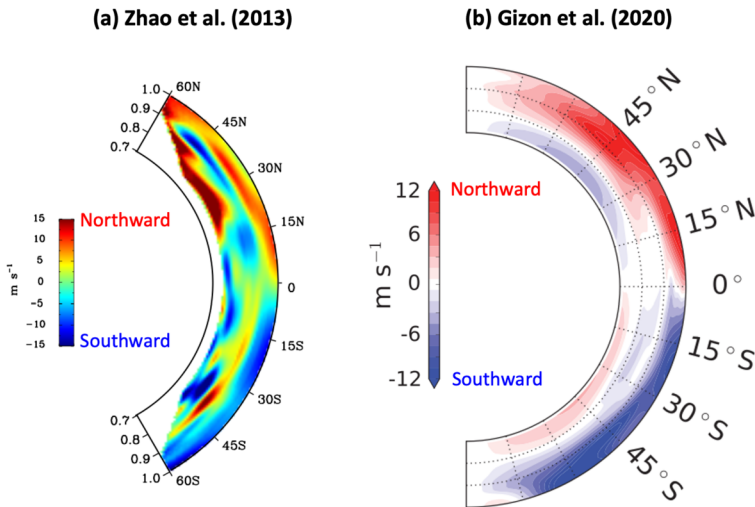 (a) Zhao et al. (2013)
1.0 60N
0.9
0.8
0.7
45N
30N
15N
0
15S
30S
45S
0.7
0.8
0.9
1.0 60S
15 Northward
10
5
0
−5
−10
−15 Southward
m s⁻¹
(b) Gizon et al. (2020)
45°N
30°N
15°N
0°
15°S
30°S
45°S
12 Northward
6
0
-6
-12 Southward
m s⁻¹